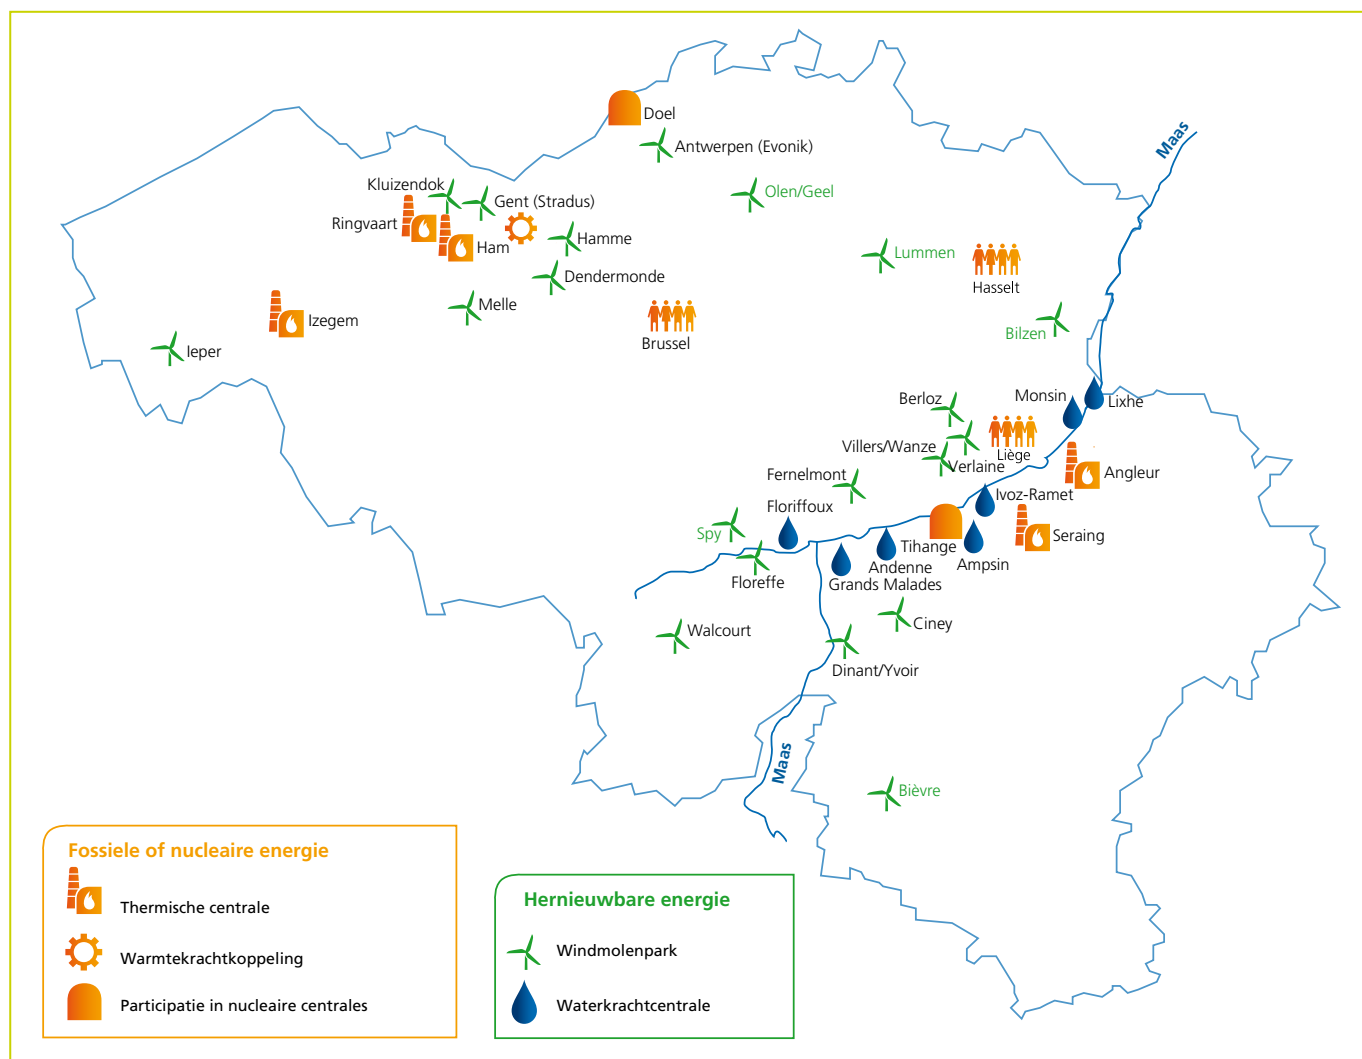 Doel
Antwerpen (Evonik)
Maas
Kluizendok
Olen/Geel
Gent (Stradus)
Ringvaart
Ham
Hamme
Lummen
Dendermonde
Hasselt
Melle
Izegem
Brussel
Bilzen
Ieper
Berloz
Monsin
Lixhe
Villers/Wanze
Liège
Verlaine
Fernelmont
Angleur
Ivoz-Ramet
Floriffoux
Spy
Seraing
Tihange
Andenne
Ampsin
Floreffe
Grands Malades
Ciney
Walcourt
Dinant/Yvoir
Maas
Bièvre
Fossiele of nucleaire energie
Thermische centrale
Warmtekrachtkoppeling
Participatie in nucleaire centrales
Hernieuwbare energie
Windmolenpark
Waterkrachtcentrale